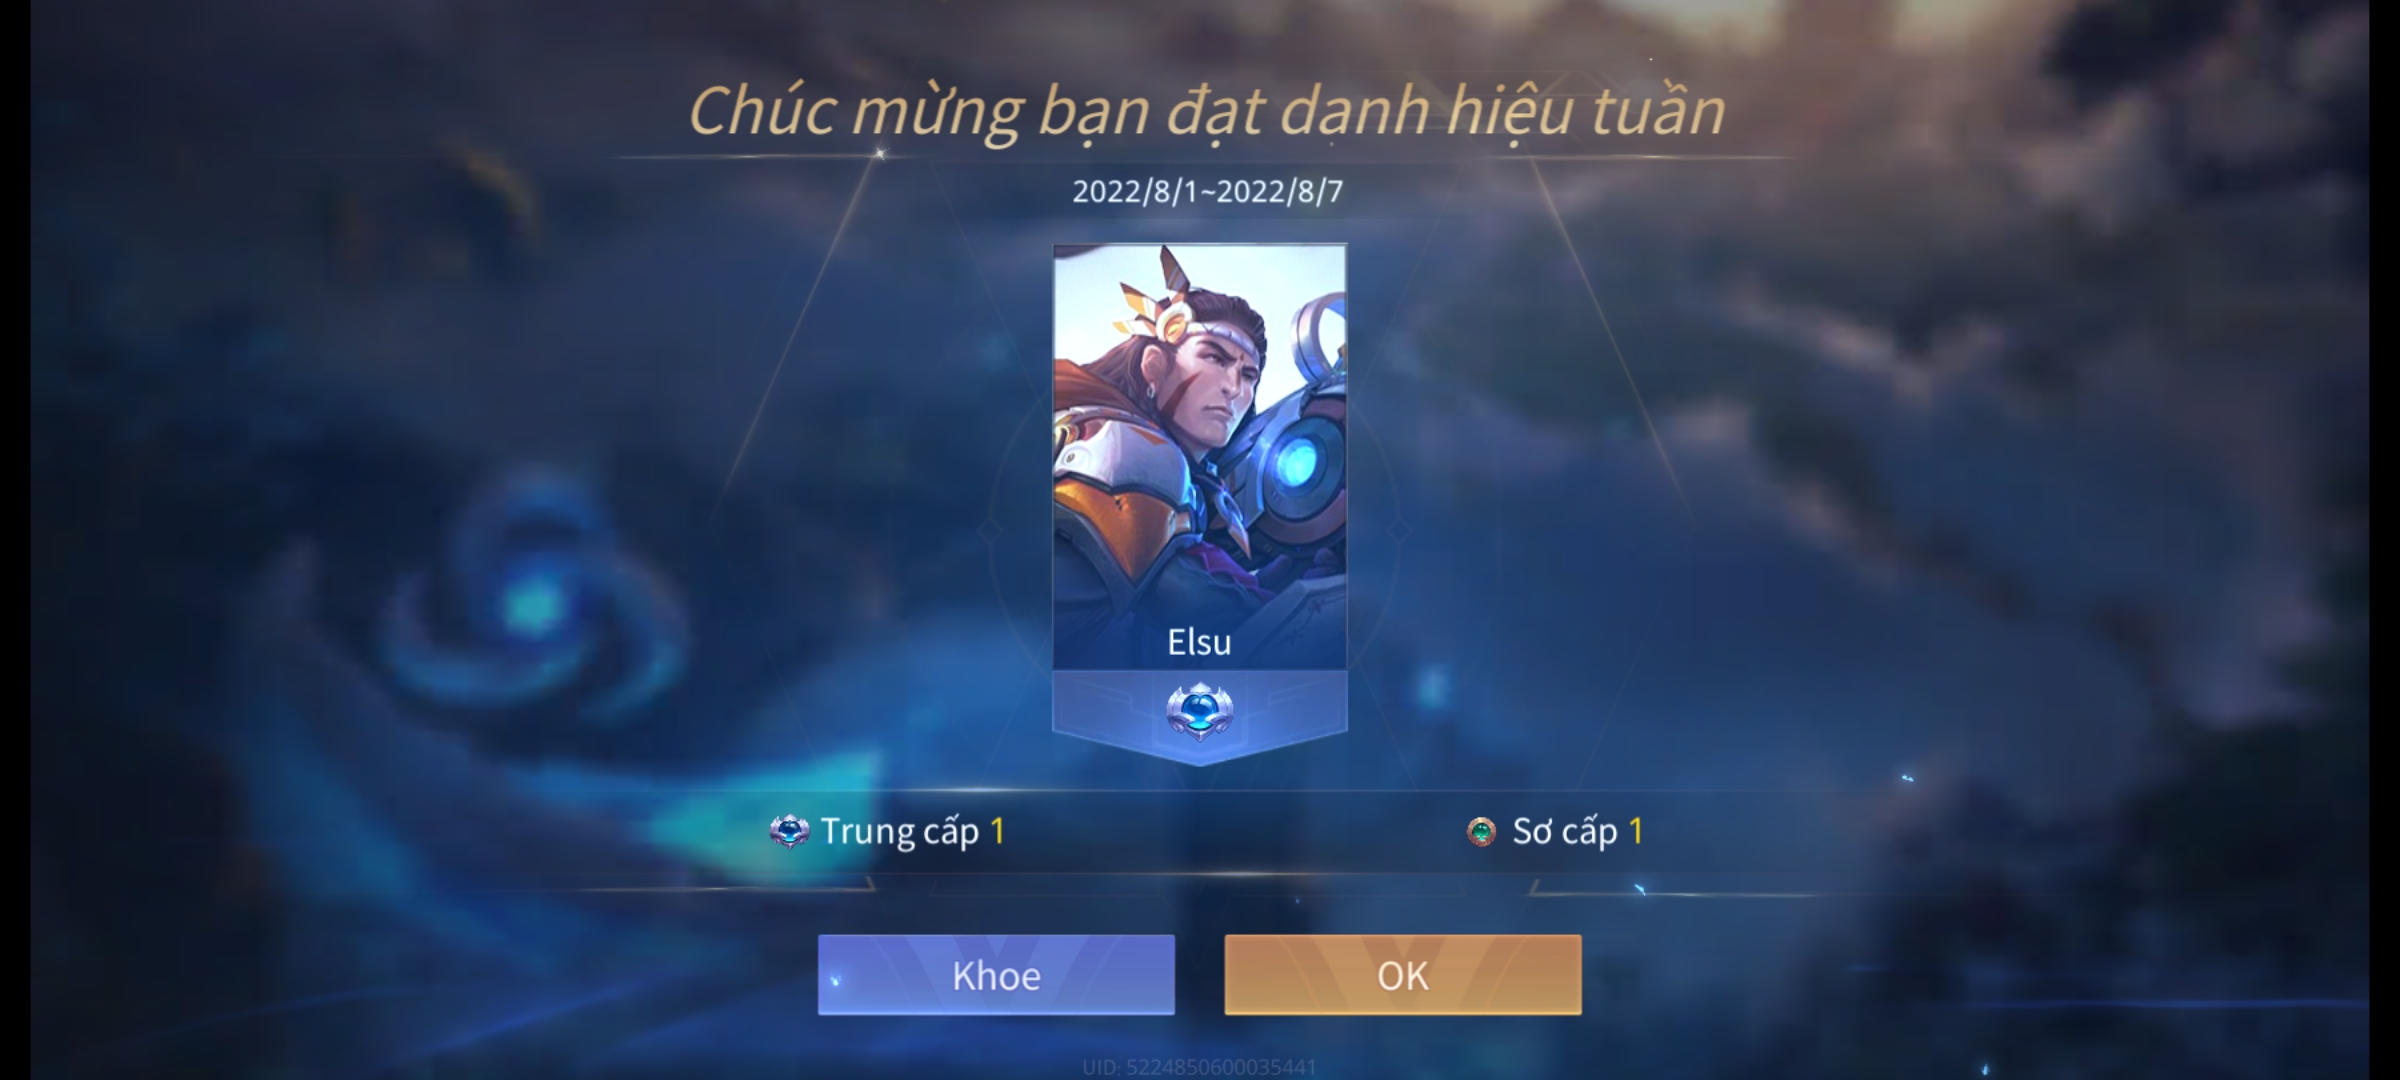 Chúc mừng bạn đạt danh hiệu tuần
2022/8/1~2022/8/7
Elsu
Trung cấp 1
Sơ cấp 1
Khoe
OK
UID: 5224850600035441